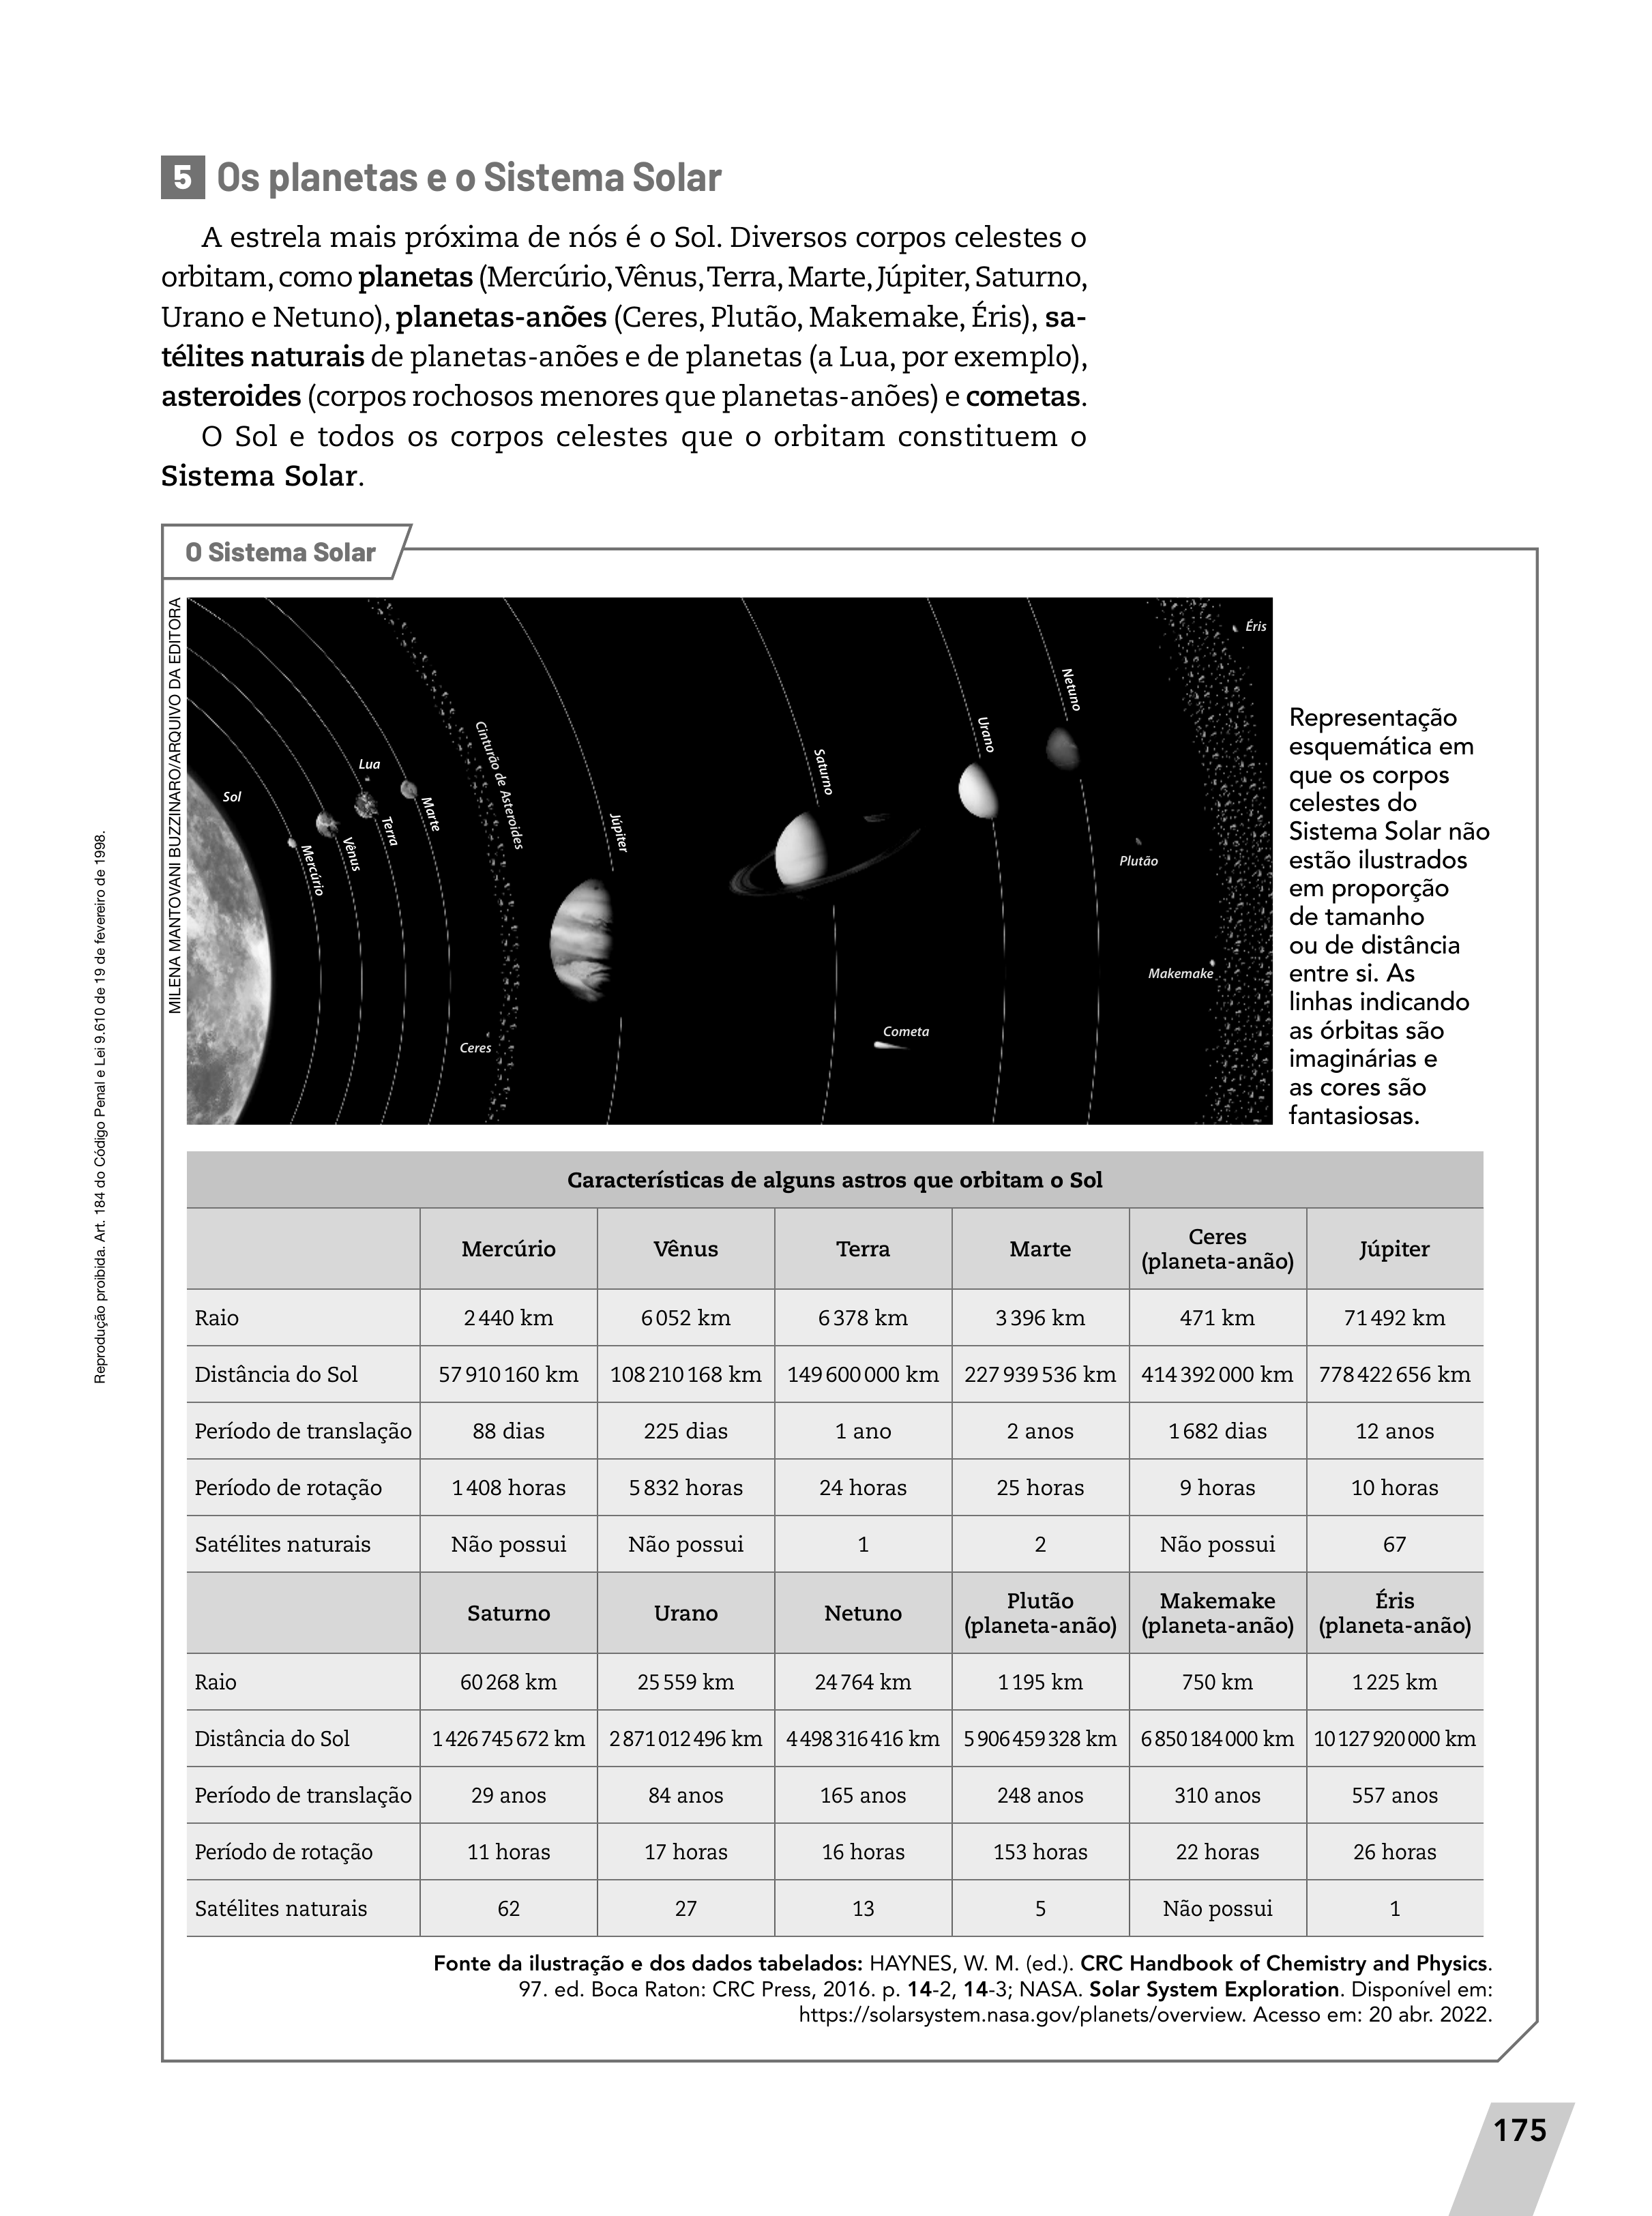 5 Os planetas e o Sistema Solar
A estrela mais próxima de nós é o Sol. Diversos corpos celestes o
orbitam, como planetas (Mercúrio, Vênus, Terra, Marte, Júpiter, Saturno,
Urano e Netuno), planetas-anões (Ceres, Plutão, Makemake, Éris), sa-
télites naturais de planetas-anões e de planetas (a Lua, por exemplo),
asteroides (corpos rochosos menores que planetas-anões) e cometas.
O Sol e todos os corpos celestes que o orbitam constituem o
Sistema Solar.
O Sistema Solar
MILENA MANTOVANI BUZZINARO/ARQUIVO DA EDITORA
Sol
Mercúrio
Vênus
Lua
Terra
Marte
Cinturão de Asteroides
Ceres
Júpiter
Saturno
Cometa
Urano
Netuno
Plutão
Makemake
Éris
Representação
esquemática em
que os corpos
celestes do
Sistema Solar não
estão ilustrados
em proporção
de tamanho
ou de distância
entre si. As
linhas indicando
as órbitas são
imaginárias e
as cores são
fantasiosas.
Características de alguns astros que orbitam o Sol
Mercúrio Vênus Terra Marte Ceres (planeta-anão) Júpiter
Raio 2 440 km 6 052 km 6 378 km 3 396 km 471 km 71 492 km
Distância do Sol 57 910 160 km 108 210 168 km 149 600 000 km 227 939 536 km 414 392 000 km 778 422 656 km
Período de translação 88 dias 225 dias 1 ano 2 anos 1 682 dias 12 anos
Período de rotação 1 408 horas 5 832 horas 24 horas 25 horas 9 horas 10 horas
Satélites naturais Não possui Não possui 1 2 Não possui 67
Saturno Urano Netuno Plutão (planeta-anão) Makemake (planeta-anão) Éris (planeta-anão)
Raio 60 268 km 25 559 km 24 764 km 1 195 km 750 km 1 225 km
Distância do Sol 1 426 745 672 km 2 871 012 496 km 4 498 316 416 km 5 906 459 328 km 6 850 184 000 km 10 127 920 000 km
Período de translação 29 anos 84 anos 165 anos 248 anos 310 anos 557 anos
Período de rotação 11 horas 17 horas 16 horas 153 horas 22 horas 26 horas
Satélites naturais 62 27 13 5 Não possui 1
Fonte da ilustração e dos dados tabelados: HAYNES, W. M. (ed.). CRC Handbook of Chemistry and Physics.
97. ed. Boca Raton: CRC Press, 2016. p. 14-2, 14-3; NASA. Solar System Exploration. Disponível em:
https://solarsystem.nasa.gov/planets/overview. Acesso em: 20 abr. 2022.
Reprodução proibida. Art. 184 do Código Penal e Lei 9.610 de 19 de fevereiro de 1998.
175